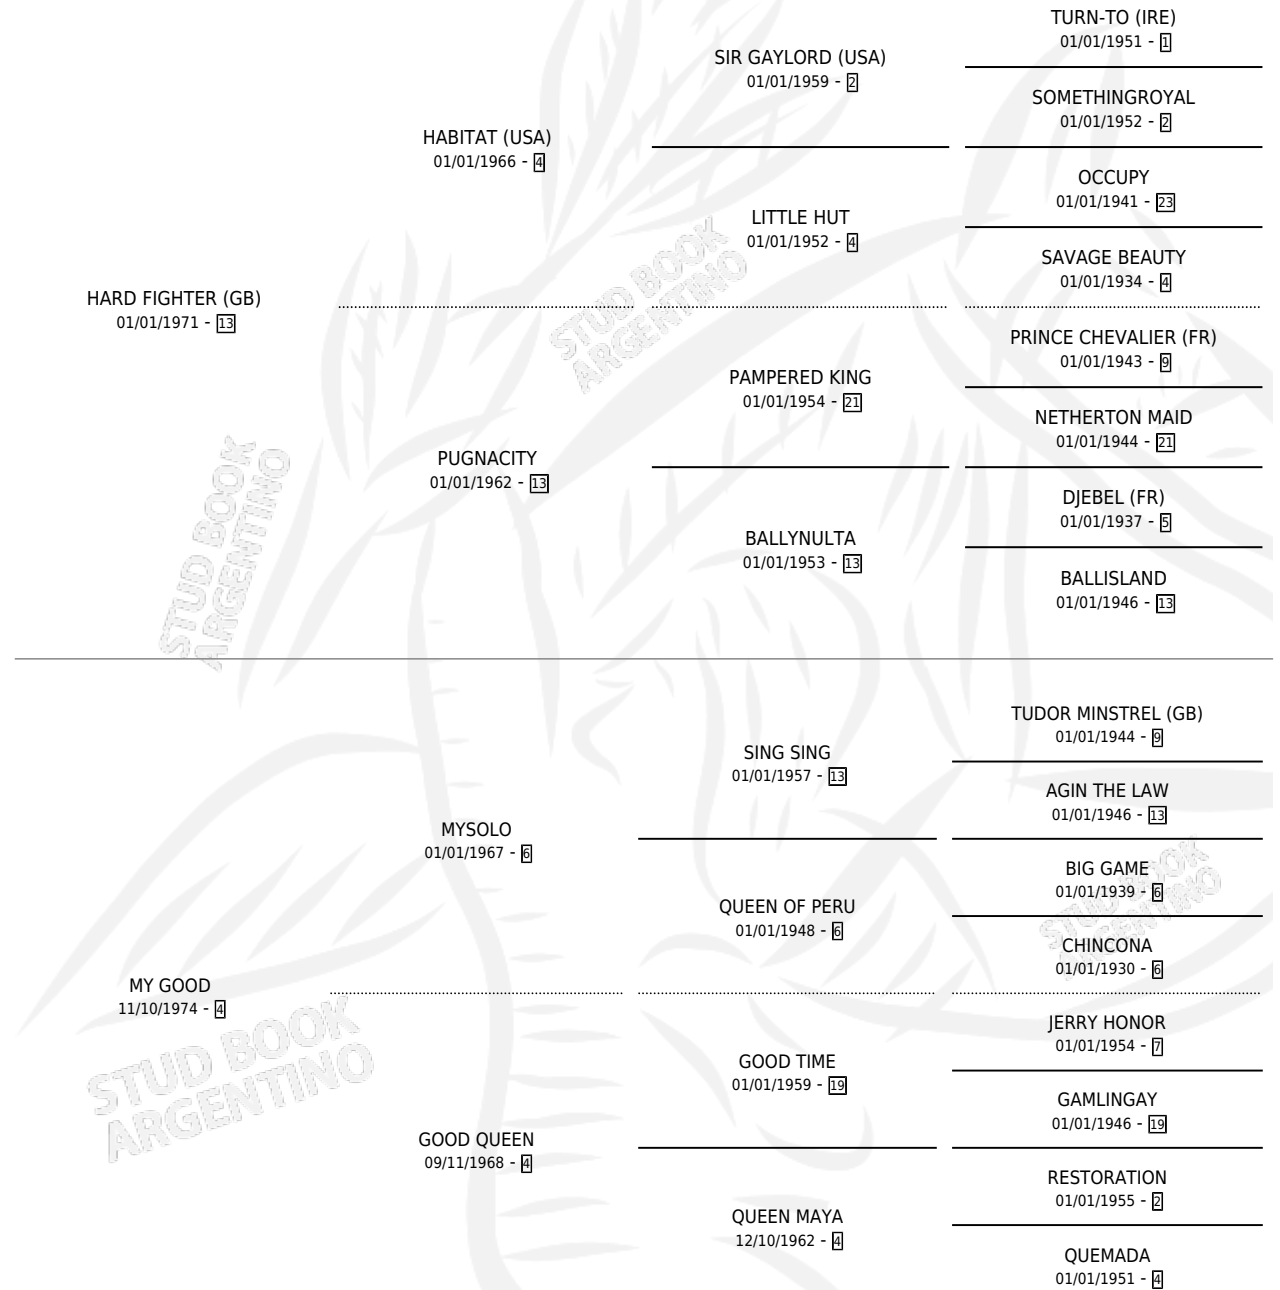 TURN-TO (IRE)
01/01/1951 - 1
SIR GAYLORD (USA)
01/01/1959 - 2
SOMETHINGROYAL
01/01/1952 - 2
HABITAT (USA)
01/01/1966 - 4
OCCUPY
01/01/1941 - 23
LITTLE HUT
01/01/1952 - 4
SAVAGE BEAUTY
01/01/1934 - 4
HARD FIGHTER (GB)
01/01/1971 - 13
PRINCE CHEVALIER (FR)
01/01/1943 - 9
PAMPERED KING
01/01/1954 - 21
NETHERTON MAID
01/01/1944 - 21
PUGNACITY
01/01/1962 - 13
DJEBEL (FR)
01/01/1937 - 5
BALLYNULTA
01/01/1953 - 13
BALLISLAND
01/01/1946 - 13
TUDOR MINSTREL (GB)
01/01/1944 - 9
SING SING
01/01/1957 - 13
AGIN THE LAW
01/01/1946 - 13
MYSOLO
01/01/1967 - 6
BIG GAME
01/01/1939 - 6
QUEEN OF PERU
01/01/1948 - 6
CHINCONA
01/01/1930 - 6
MY GOOD
11/10/1974 - 4
JERRY HONOR
01/01/1954 - 7
GOOD TIME
01/01/1959 - 19
GAMLINGAY
01/01/1946 - 19
GOOD QUEEN
09/11/1968 - 4
RESTORATION
01/01/1955 - 2
QUEEN MAYA
12/10/1962 - 4
QUEMADA
01/01/1951 - 4
STUD BOOK
ARGENTINO
STUD BOOK
ARGENTINO
STUD BOOK
ARGENTINO
STUD BOOK
ARGENTINO